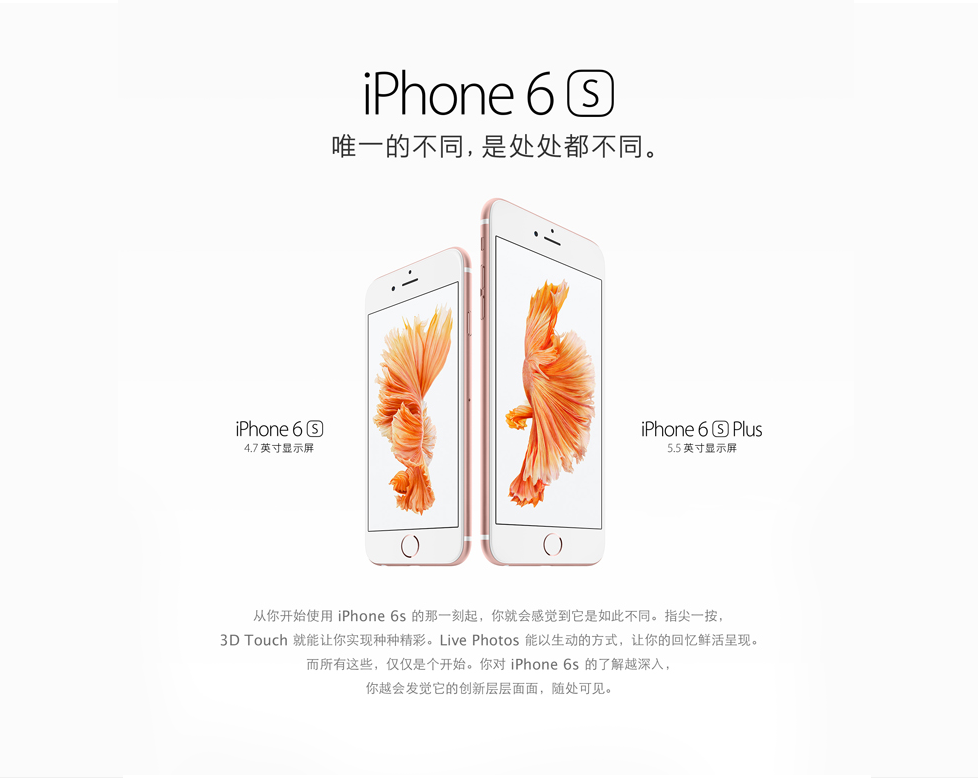 iPhone 6 S
唯一的不同，是处处都不同。
iPhone 6 S
4.7 英寸显示屏
iPhone 6 S Plus
5.5 英寸显示屏
从你开始使用 iPhone 6s 的那一刻起，你就会感觉到它是如此不同。指尖一按，
3D Touch 就能让你实现种种精彩。Live Photos 能以生动的方式，让你的回忆鲜活呈现。
而所有这些，仅仅是个开始。你对 iPhone 6s 的了解越深入，
你越会发觉它的创新层层面面，随处可见。